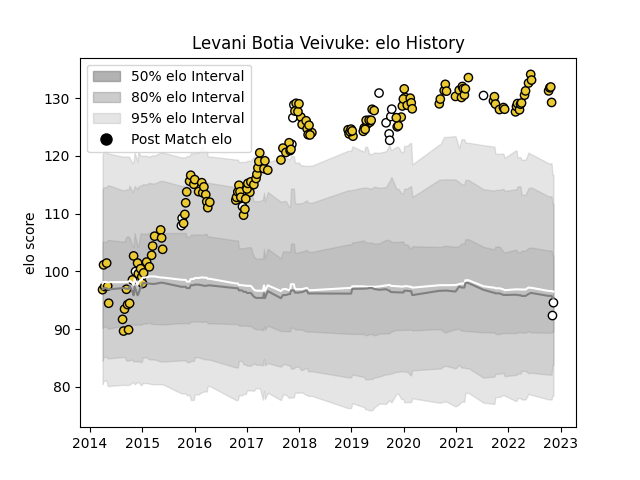 Levani Botia Veivuke: elo History
50% elo Interval
80% elo Interval
95% elo Interval
Post Match elo
elo score
130
120
110
100
90
80
2014 2015 2016 2017 2018 2019 2020 2021 2022 2023